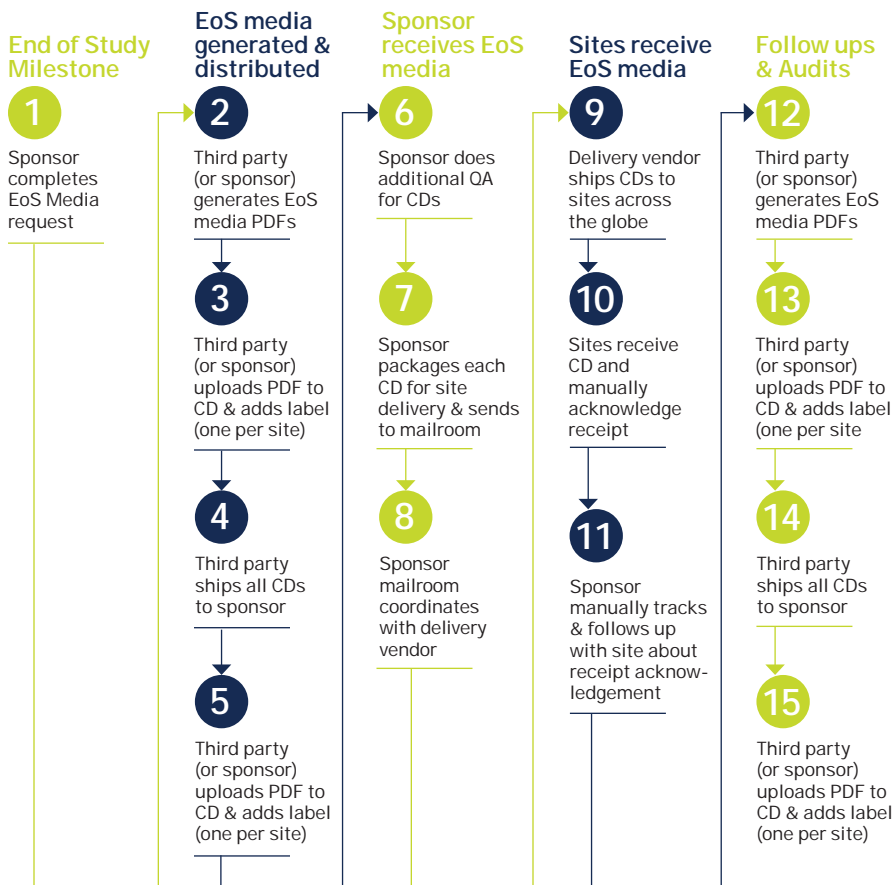 End of Study
Milestone
1
Sponsor
completes
EoS Media
request
EoS media
generated &
distributed
2
Third party
(or sponsor)
generates EoS
media PDFs
3
Third party
(or sponsor)
uploads PDF to
CD & adds label
(one per site)
4
Third party
ships all CDs
to sponsor
5
Third party
(or sponsor)
uploads PDF to
CD & adds label
(one per site)
Sponsor
receives EoS
media
6
Sponsor does
additional QA
for CDs
7
Sponsor
packages each
CD for site
delivery & sends
to mailroom
8
Sponsor
mailroom
coordinates
with delivery
vendor
Sites receive
EoS media
9
Delivery vendor
ships CDs to
sites across
the globe
10
Sites receive
CD and
manually
acknowledge
receipt
11
Sponsor
manually tracks
& follows up
with site about
receipt acknow-
ledgement
Follow ups
& Audits
12
Third party
(or sponsor)
generates EoS
media PDFs
13
Third party
(or sponsor)
uploads PDF to
CD & adds label
(one per site
14
Third party
ships all CDs
to sponsor
15
Third party
(or sponsor)
uploads PDF to
CD & adds label
(one per site)